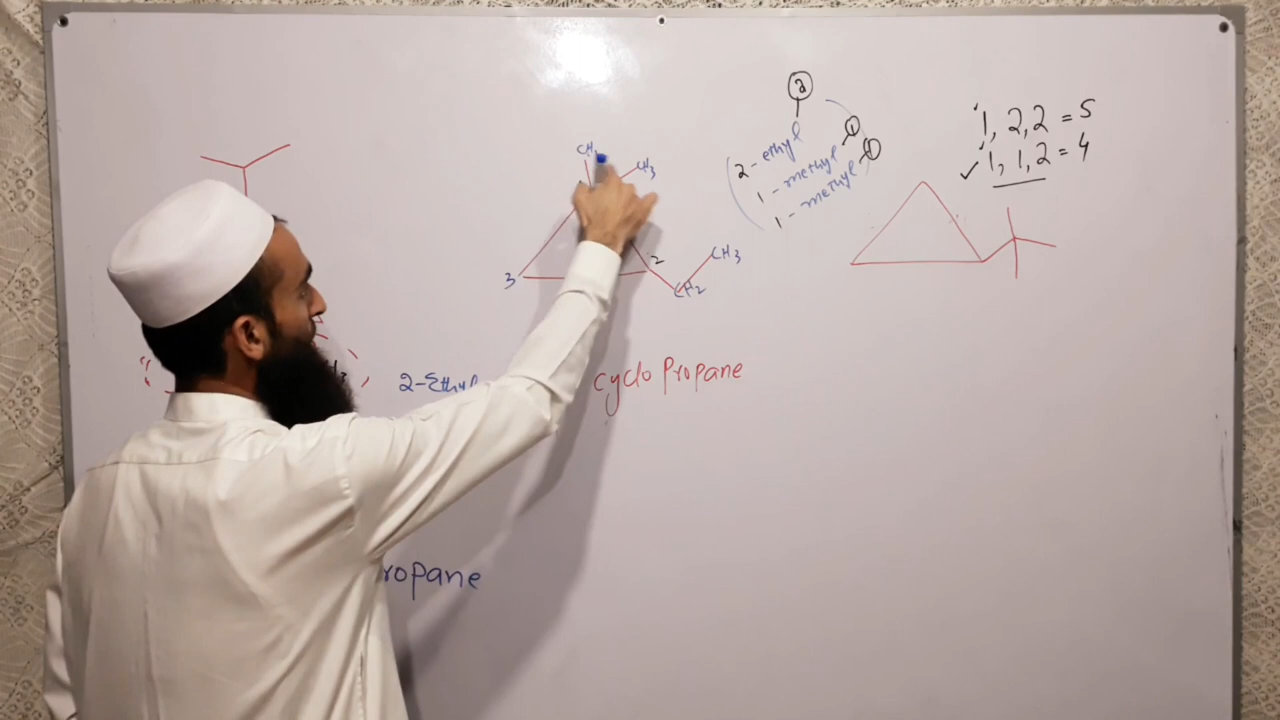 1, 2, 2 = 5
✓ 1, 1, 2 = 4
2
2 - ethyl
1
1 - methyl
1
1 - methyl
CH3
2
CH3
3
CH2
2-Ethyl
cyclo Propane
ropane